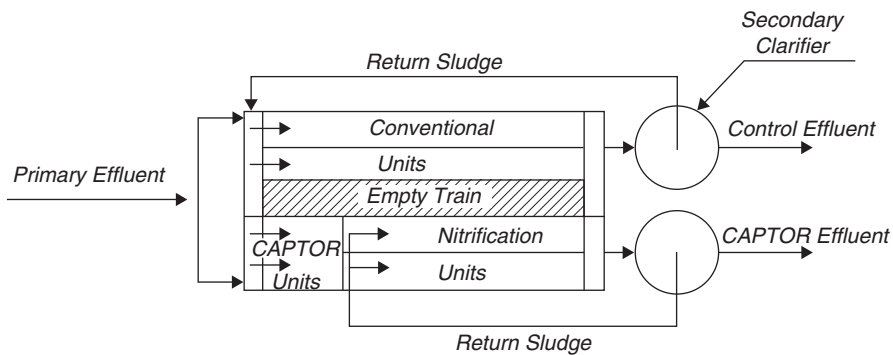 Secondary
Clarifier
Return Sludge
Conventional
Control Effluent
Units
Primary Effluent
Empty Train
CAPTOR
Nitrification
CAPTOR Effluent
Units
Units
Return Sludge